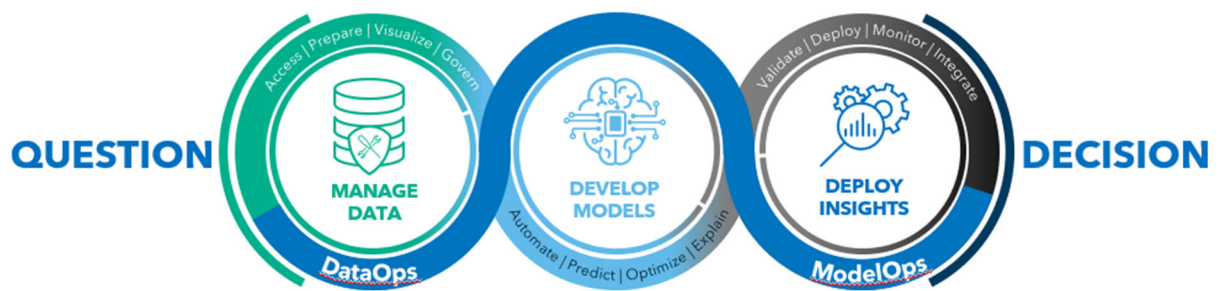 QUESTION
Access | Prepare | Visualize | Govern
MANAGE
DATA
DataOps
DEVELOP
MODELS
Automate | Predict | Optimize | Explain
Validate | Deploy | Monitor | Integrate
DEPLOY
INSIGHTS
ModelOps
DECISION